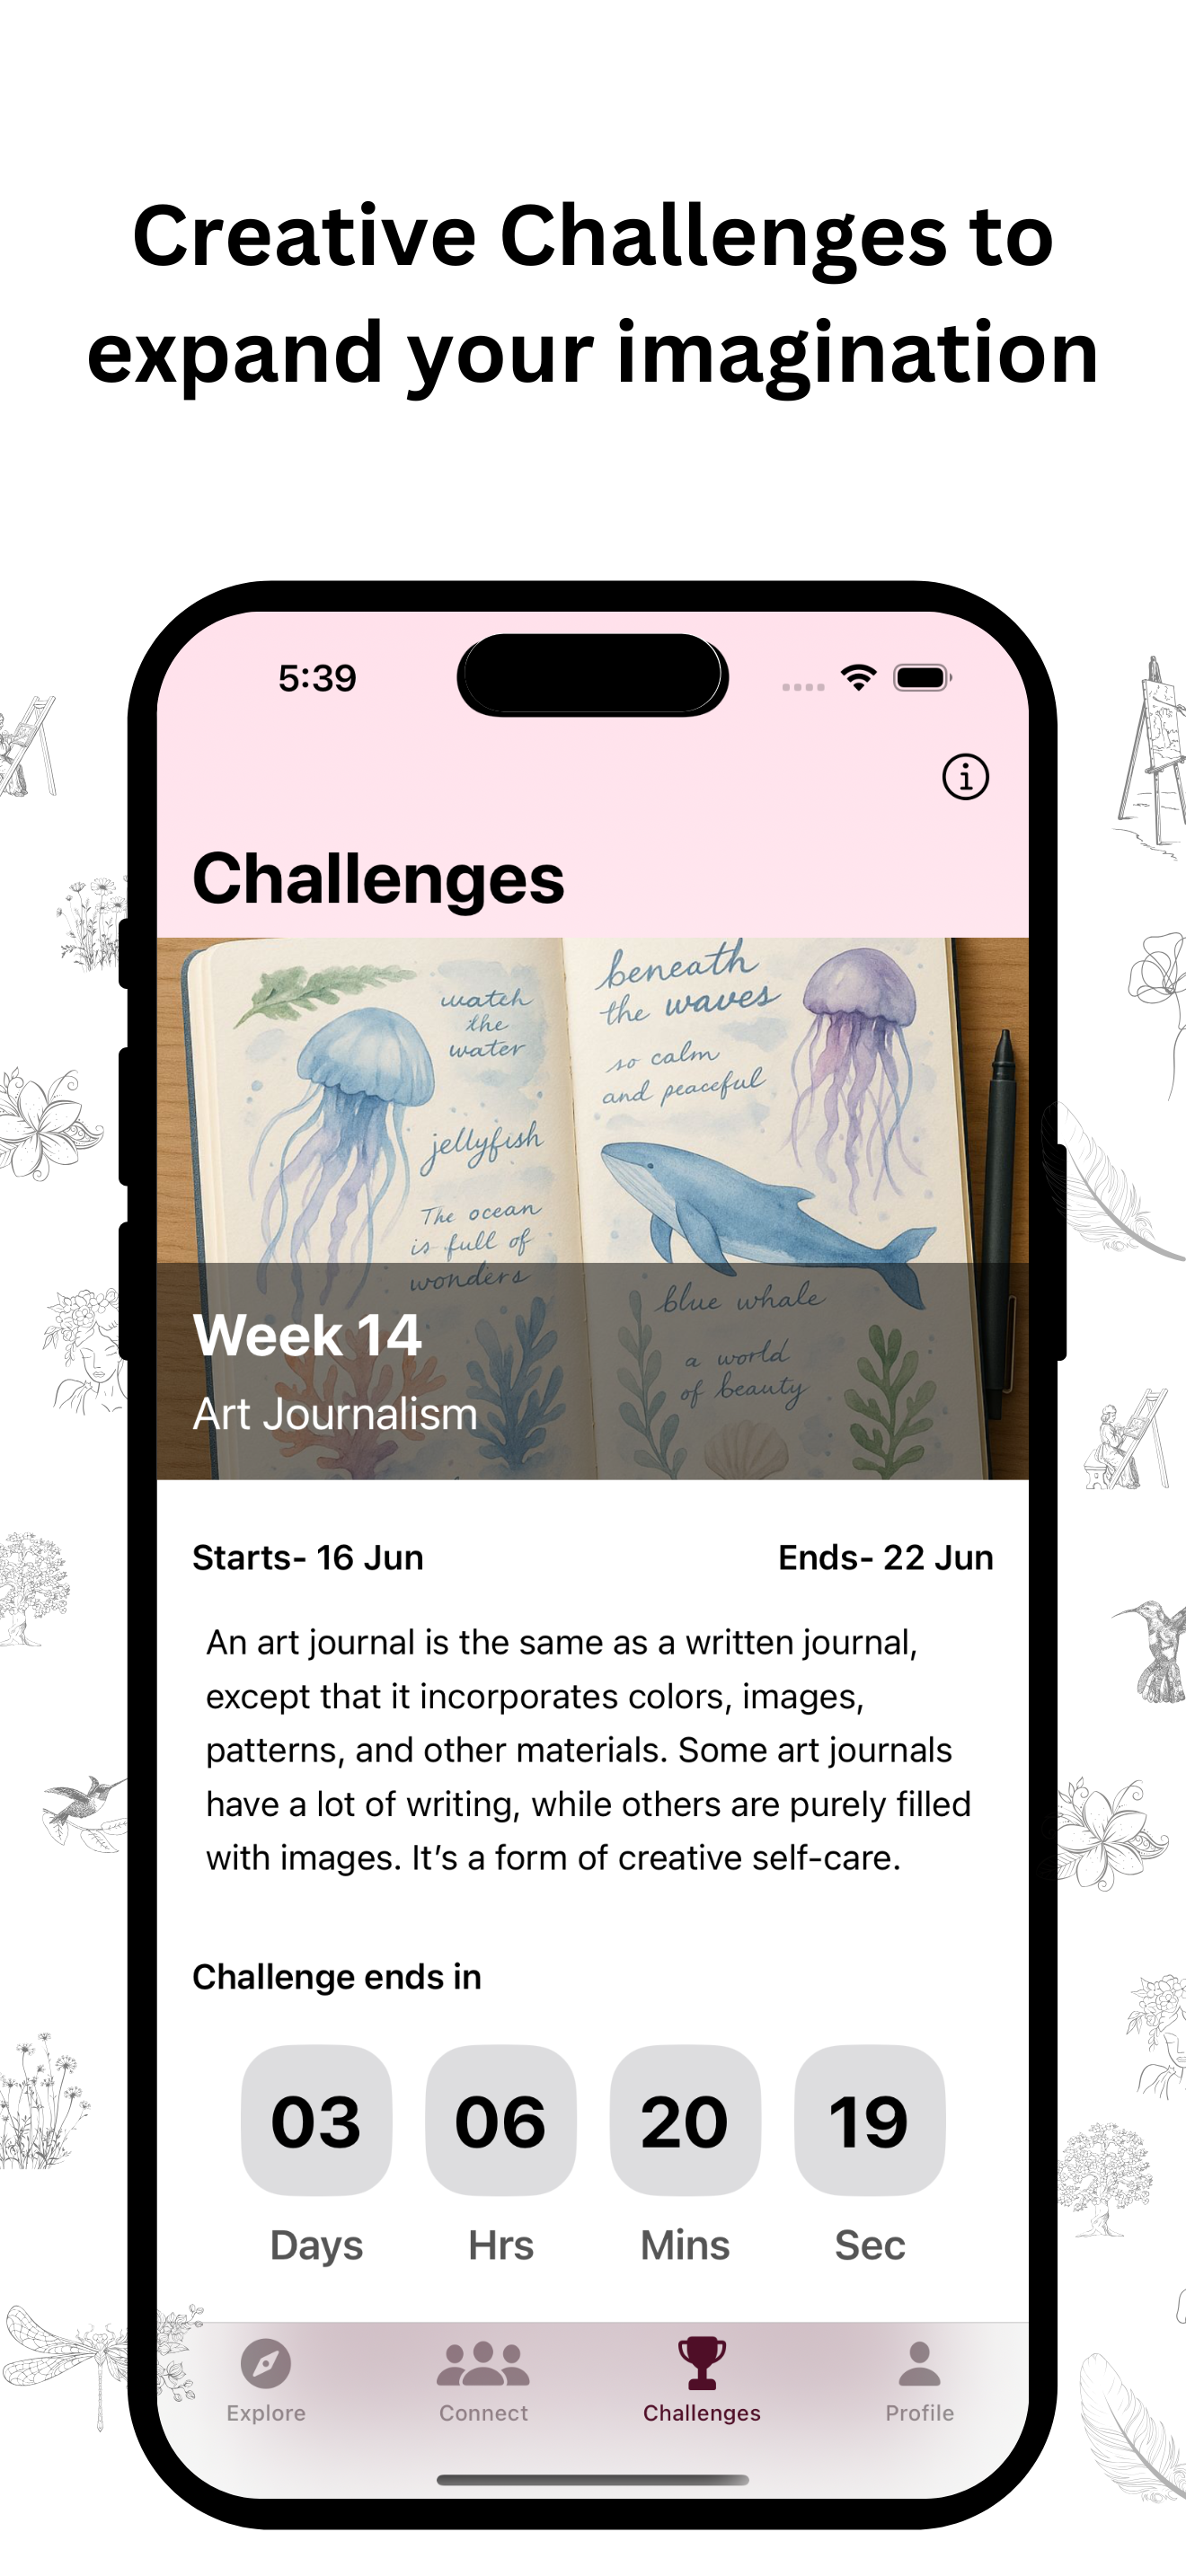 Creative Challenges to
expand your imagination
5:39
Challenges
watch
the
water
jellyfish
The ocean
is full of
wonders
beneath
the waves
so calm
and peaceful
blue whale
a world
of beauty
Week 14
Art Journalism
Starts- 16 Jun
Ends- 22 Jun
An art journal is the same as a written journal,
except that it incorporates colors, images,
patterns, and other materials. Some art journals
have a lot of writing, while others are purely filled
with images. It’s a form of creative self-care.
Challenge ends in
03 06 20 19
Days Hrs Mins Sec
Explore Connect Challenges Profile